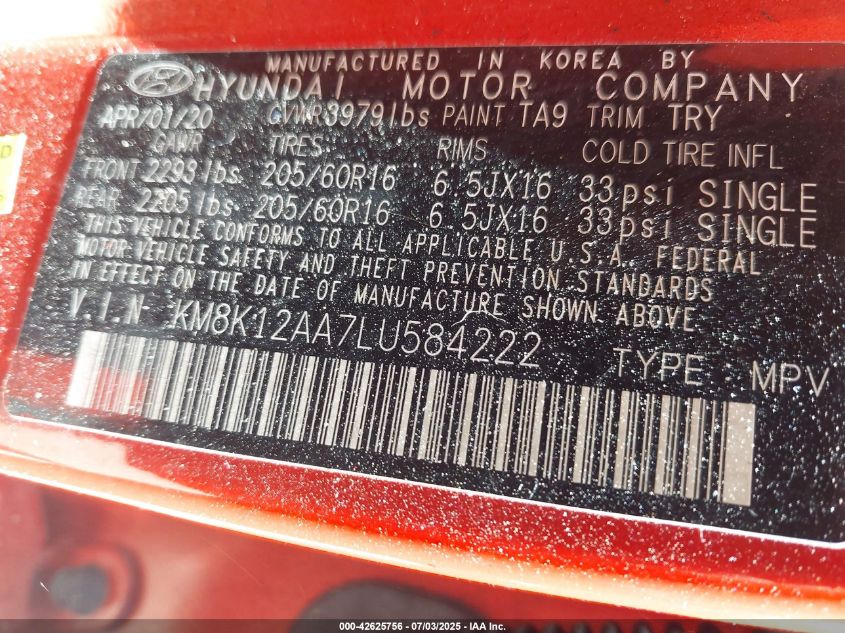 MANUFACTURED IN KOREA BY
HYUNDAI MOTOR COMPANY
APR/01/20 GVWR3979lbs PAINT TA9 TRIM TRY
GAWR TIRES RIMS COLD TIRE INFL
FRONT 2293lbs 205/60R16 6.5JX16 33psi SINGLE
REAR 2205lbs 205/60R16 6.5JX16 33psi SINGLE
THIS VEHICLE CONFORMS TO ALL APPLICABLE U.S.A. FEDERAL
MOTOR VEHICLE SAFETY AND THEFT PREVENTION STANDARDS
IN EFFECT ON THE DATE OF MANUFACTURE SHOWN ABOVE
V.I.N- KM8K12AA7LU584222 TYPE MPV
000-42625756 - 07/03/2025 - IAA Inc.